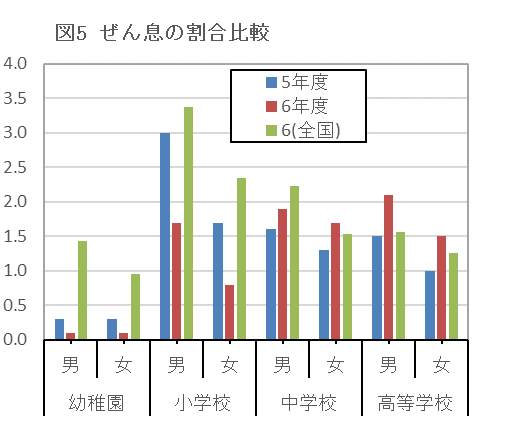 図5 ぜん息の割合比較
4.0
3.5
3.0
2.5
2.0
1.5
1.0
0.5
0.0
5年度
6年度
6(全国)
男 女 男 女 男 女 男 女
幼稚園 小学校 中学校 高等学校